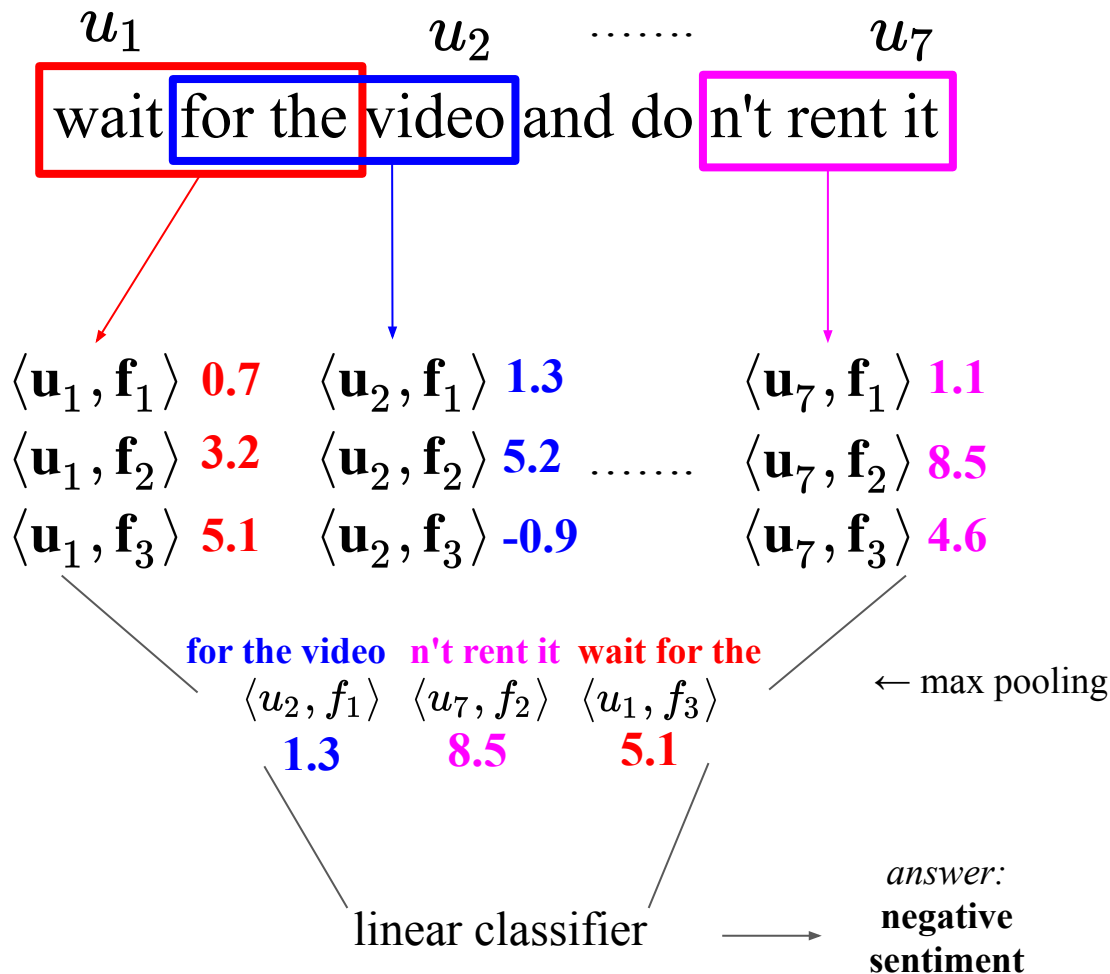 u₁ u₂ ....... u₇
wait for the video and do n't rent it
⟨u₁, f₁⟩ 0.7 ⟨u₂, f₁⟩ 1.3 ⟨u₇, f₁⟩ 1.1
⟨u₁, f₂⟩ 3.2 ⟨u₂, f₂⟩ 5.2 ....... ⟨u₇, f₂⟩ 8.5
⟨u₁, f₃⟩ 5.1 ⟨u₂, f₃⟩ -0.9 ⟨u₇, f₃⟩ 4.6
for the video n't rent it wait for the
⟨u₂, f₁⟩ ⟨u₇, f₂⟩ ⟨u₁, f₃⟩
← max pooling
1.3 8.5 5.1
linear classifier
answer:
negative
sentiment